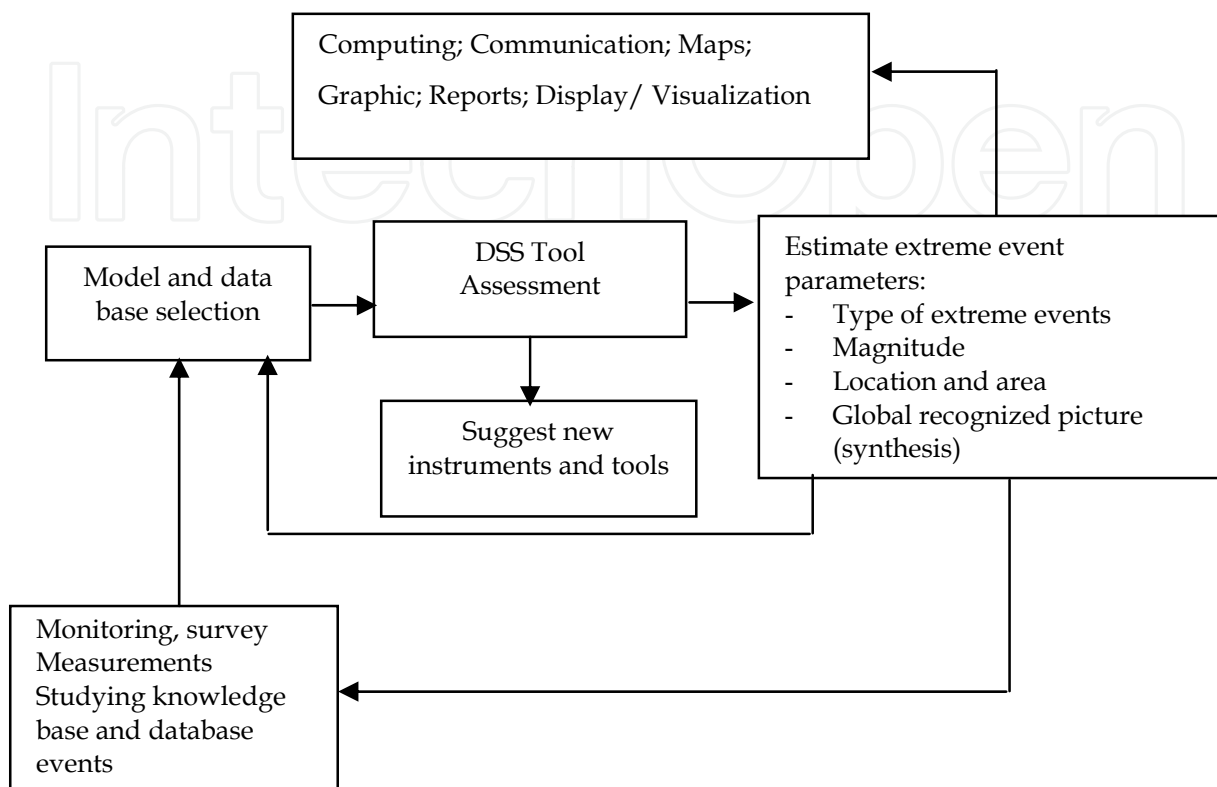 Computing; Communication; Maps;
Graphic; Reports; Display/ Visualization
IntechOpen
Model and data
base selection
DSS Tool
Assessment
Estimate extreme event
parameters:
- Type of extreme events
- Magnitude
- Location and area
- Global recognized picture
(synthesis)
Suggest new
instruments and tools
Monitoring, survey
Measurements
Studying knowledge
base and database
events